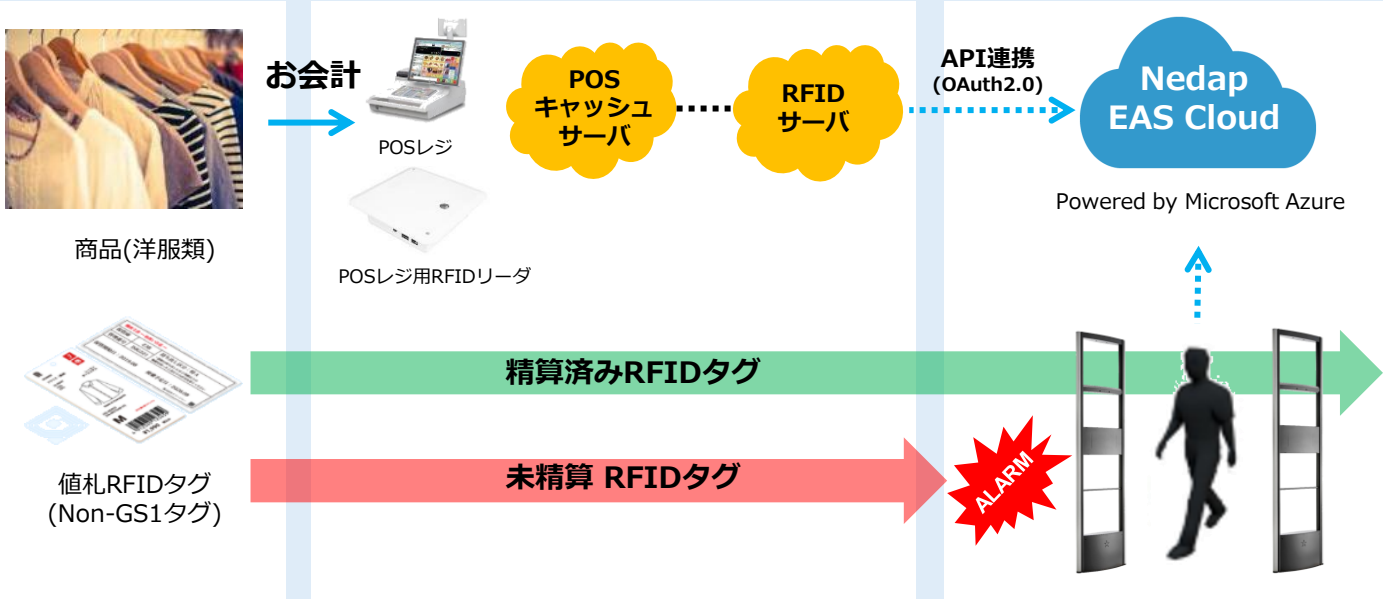 お会計
POSレジ
POSレジ用RFIDリーダ
POS
キャッシュ
サーバ
RFID
サーバ
API連携
(OAuth2.0)
Nedap
EAS Cloud
Powered by Microsoft Azure
商品(洋服類)
精算済みRFIDタグ
未精算 RFIDタグ
ALARM
値札RFIDタグ
(Non-GS1タグ)
M